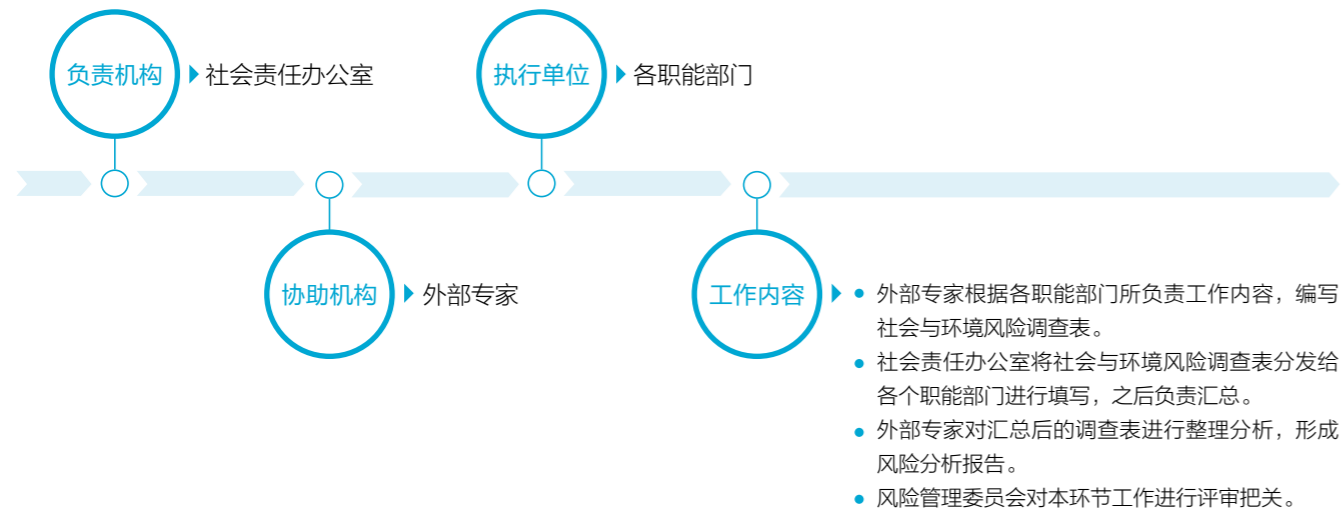 负责机构
社会责任办公室
执行单位
各职能部门
协助机构
外部专家
工作内容
外部专家根据各职能部门所负责工作内容，编写
社会与环境风险调查表。
社会责任办公室将社会与环境风险调查表分发给
各个职能部门进行填写，之后负责汇总。
外部专家对汇总后的调查表进行整理分析，形成
风险分析报告。
风险管理委员会对本环节工作进行评审把关。